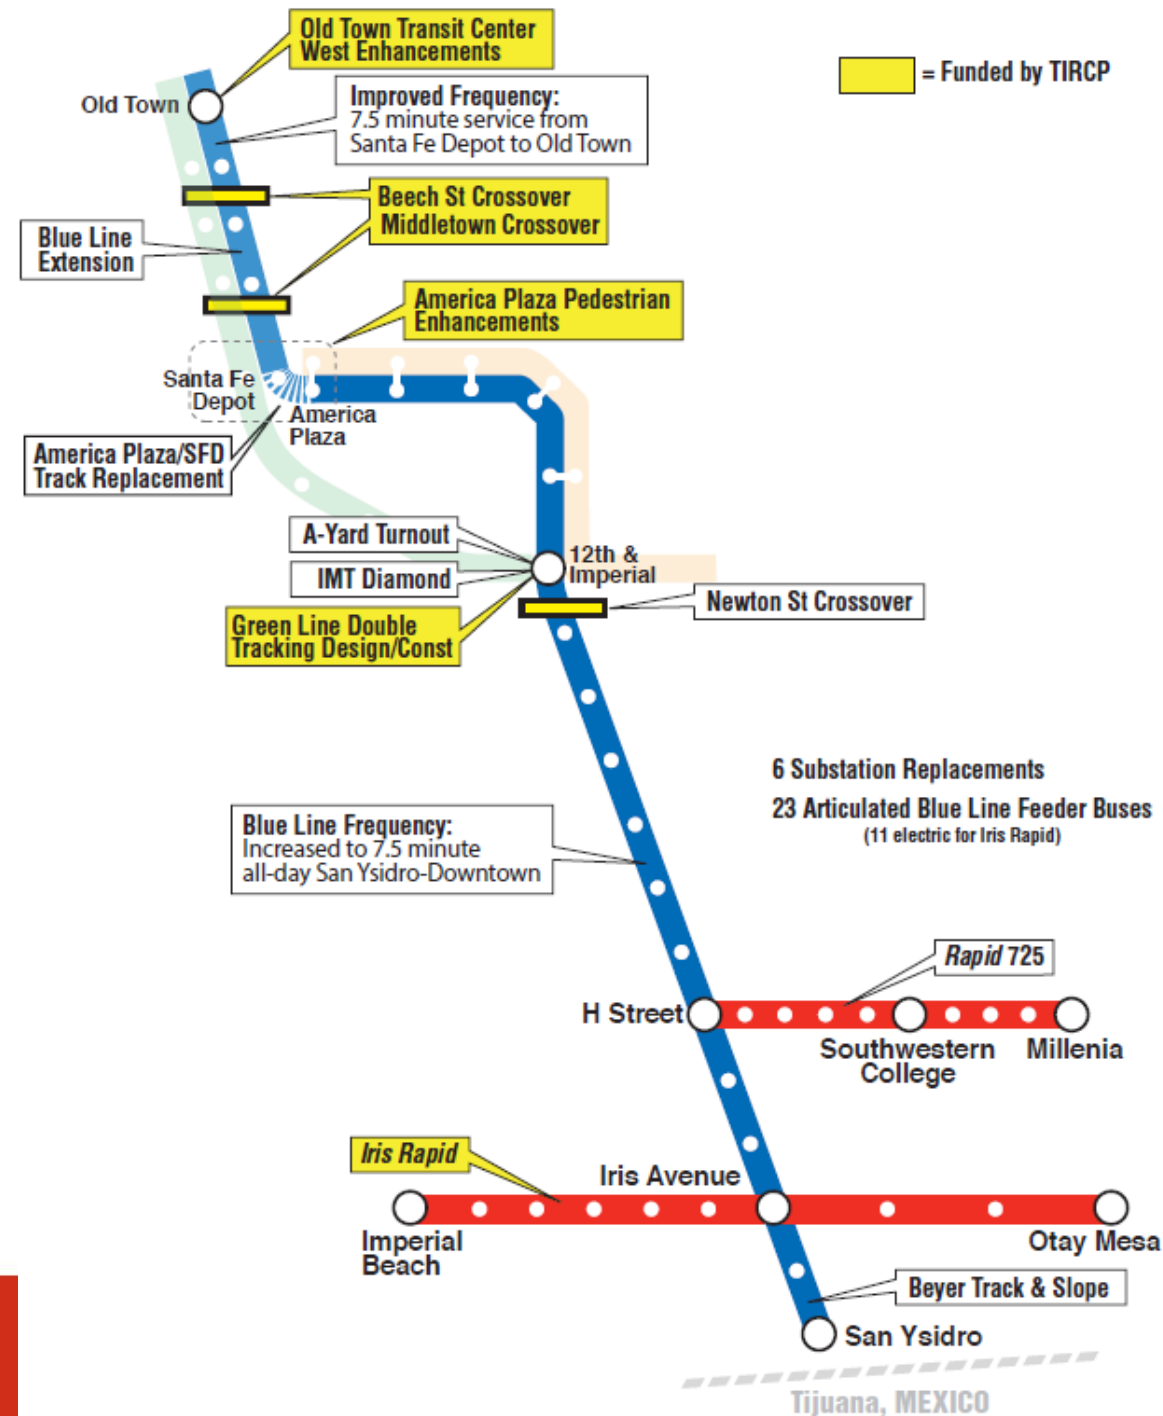 Old Town Transit Center
West Enhancements
= Funded by TIRCP
Old Town
Improved Frequency:
7.5 minute service from
Santa Fe Depot to Old Town
Beech St Crossover
Middletown Crossover
Blue Line
Extension
America Plaza Pedestrian
Enhancements
Santa Fe
Depot
America
Plaza
America Plaza/SFD
Track Replacement
A-Yard Turnout
IMT Diamond
12th &
Imperial
Newton St Crossover
Green Line Double
Tracking Design/Const
6 Substation Replacements
23 Articulated Blue Line Feeder Buses
(11 electric for Iris Rapid)
Blue Line Frequency:
Increased to 7.5 minute
all-day San Ysidro-Downtown
Rapid 725
H Street
Southwestern
College
Millenia
Iris Rapid
Iris Avenue
Imperial
Beach
Otay Mesa
Beyer Track & Slope
San Ysidro
Tijuana, MEXICO